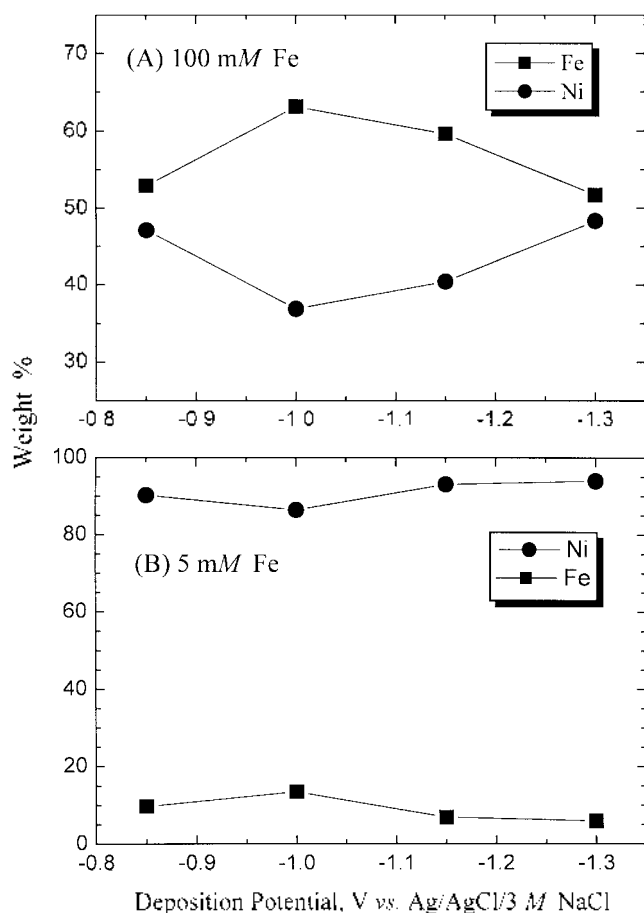 (A) 100 mM Fe
Fe
Ni
70
60
50
40
30
-0.8 -0.9 -1.0 -1.1 -1.2 -1.3
Weight %
100
80
60
40
20
0
(B) 5 mM Fe
Ni
Fe
-0.8 -0.9 -1.0 -1.1 -1.2 -1.3
Deposition Potential, V vs. Ag/AgCl/3 M NaCl